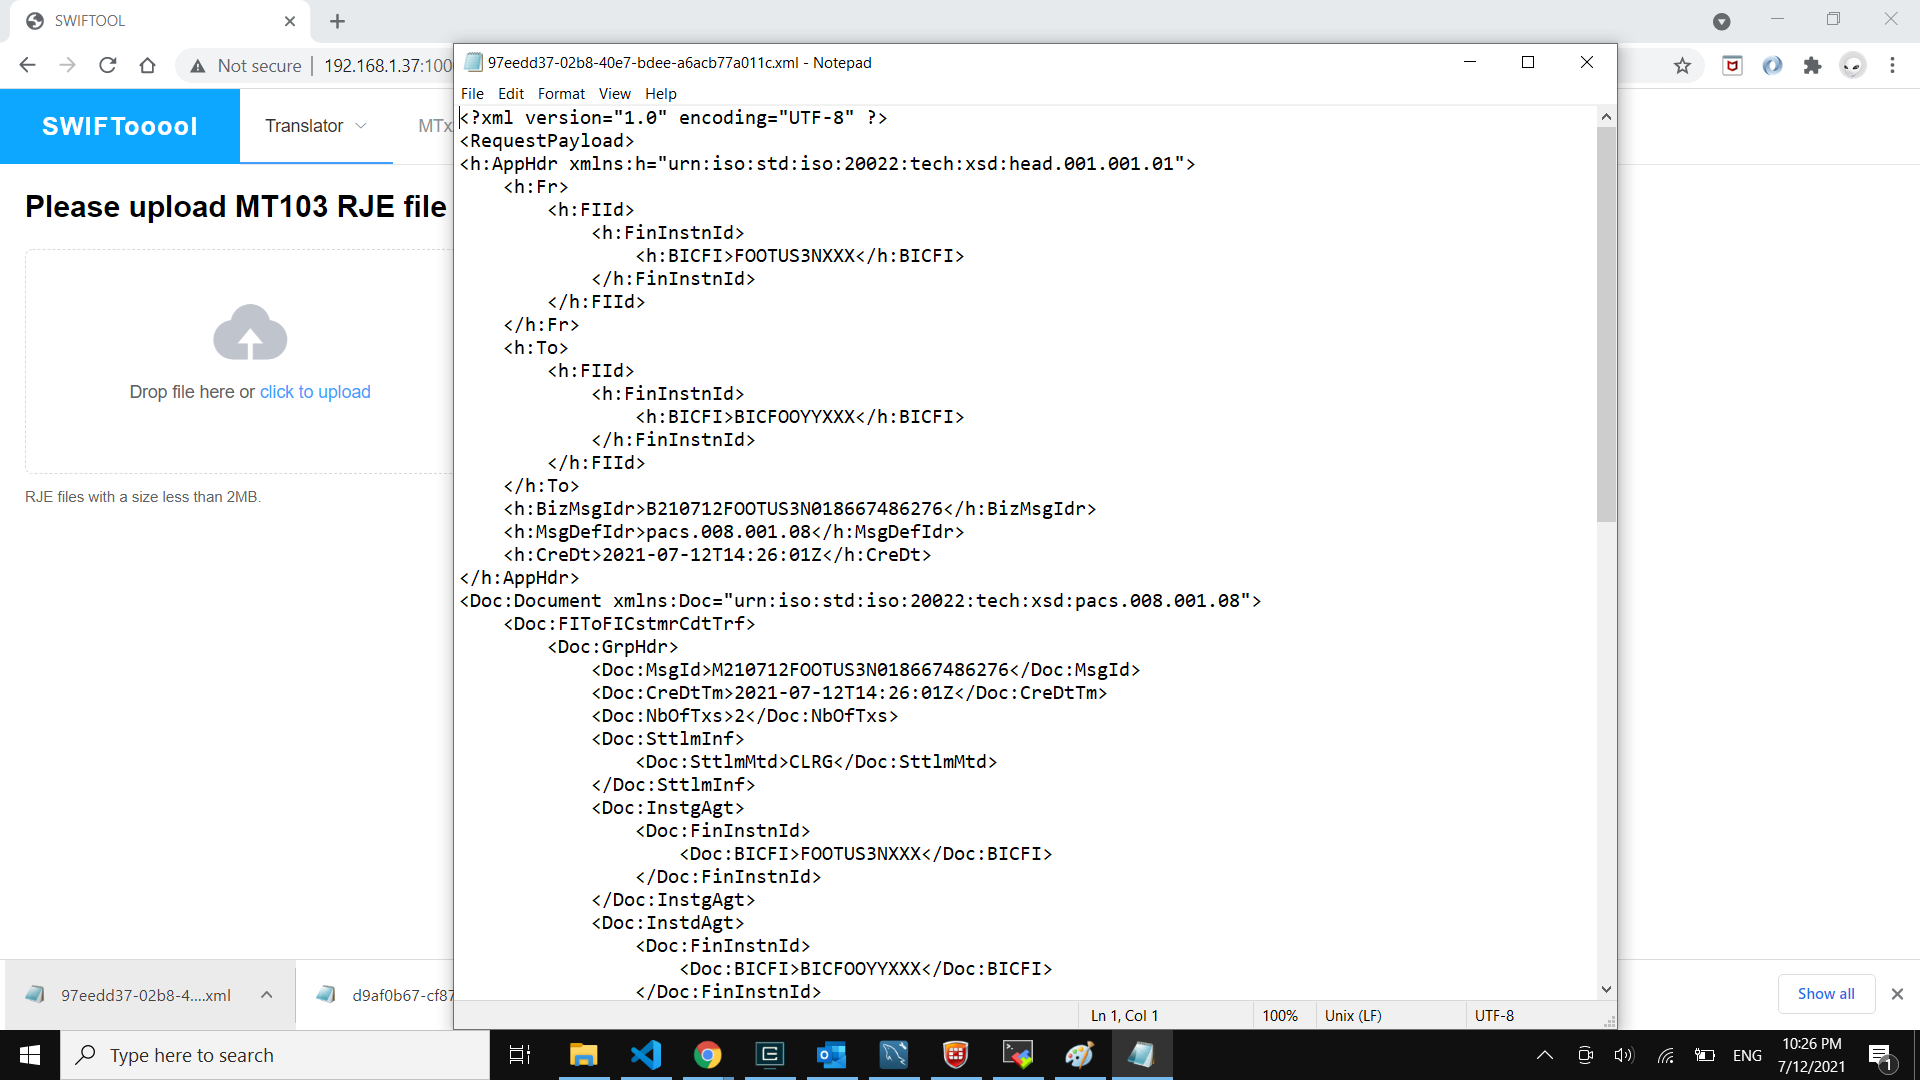 SWIFTOOL
Not secure | 192.168.1.37:100
SWIFTooool
Translator
MTx
Please upload MT103 RJE file
Drop file here or click to upload
RJE files with a size less than 2MB.
97eedd37-02b8-40e7-bdee-a6acb77a011c.xml - Notepad
File Edit Format View Help
<?xml version="1.0" encoding="UTF-8" ?>
<RequestPayload>
<h:AppHdr xmlns:h="urn:iso:std:iso:20022:tech:xsd:head.001.001.01">
<h:Fr>
<h:FIId>
<h:FinInstnId>
<h:BICFI>FOOTUS3NXXX</h:BICFI>
</h:FinInstnId>
</h:FIId>
</h:Fr>
<h:To>
<h:FIId>
<h:FinInstnId>
<h:BICFI>BICFOOYYXXX</h:BICFI>
</h:FinInstnId>
</h:FIId>
</h:To>
<h:BizMsgIdr>B210712FOOTUS3N018667486276</h:BizMsgIdr>
<h:MsgDefIdr>pacs.008.001.08</h:MsgDefIdr>
<h:CreDt>2021-07-12T14:26:01Z</h:CreDt>
</h:AppHdr>
<Doc:Document xmlns:Doc="urn:iso:std:iso:20022:tech:xsd:pacs.008.001.08">
<Doc:FIToFICstmrCdtTrf>
<Doc:GrpHdr>
<Doc:MsgId>M210712FOOTUS3N018667486276</Doc:MsgId>
<Doc:CreDtTm>2021-07-12T14:26:01Z</Doc:CreDtTm>
<Doc:NbOfTxs>2</Doc:NbOfTxs>
<Doc:SttlmInf>
<Doc:SttlmMtd>CLRG</Doc:SttlmMtd>
</Doc:SttlmInf>
<Doc:InstgAgt>
<Doc:FinInstnId>
<Doc:BICFI>FOOTUS3NXXX</Doc:BICFI>
</Doc:FinInstnId>
</Doc:InstgAgt>
<Doc:InstdAgt>
<Doc:FinInstnId>
<Doc:BICFI>BICFOOYYXXX</Doc:BICFI>
</Doc:FinInstnId>
Ln 1, Col 1
100%
Unix (LF)
UTF-8
97eedd37-02b8-4....xml
d9af0b67-cf87
Show all
Type here to search
ENG
10:26 PM
7/12/2021
1